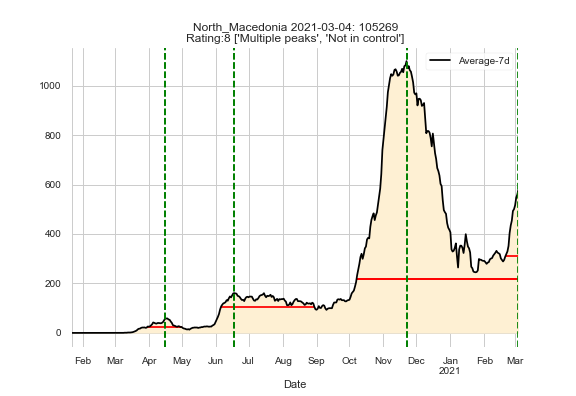 North_Macedonia 2021-03-04: 105269
Rating:8 ['Multiple peaks', 'Not in control']
Average-7d
1000
800
600
400
200
0
Feb Mar Apr May Jun Jul Aug Sep Oct Nov Dec Jan Feb Mar
2021
Date